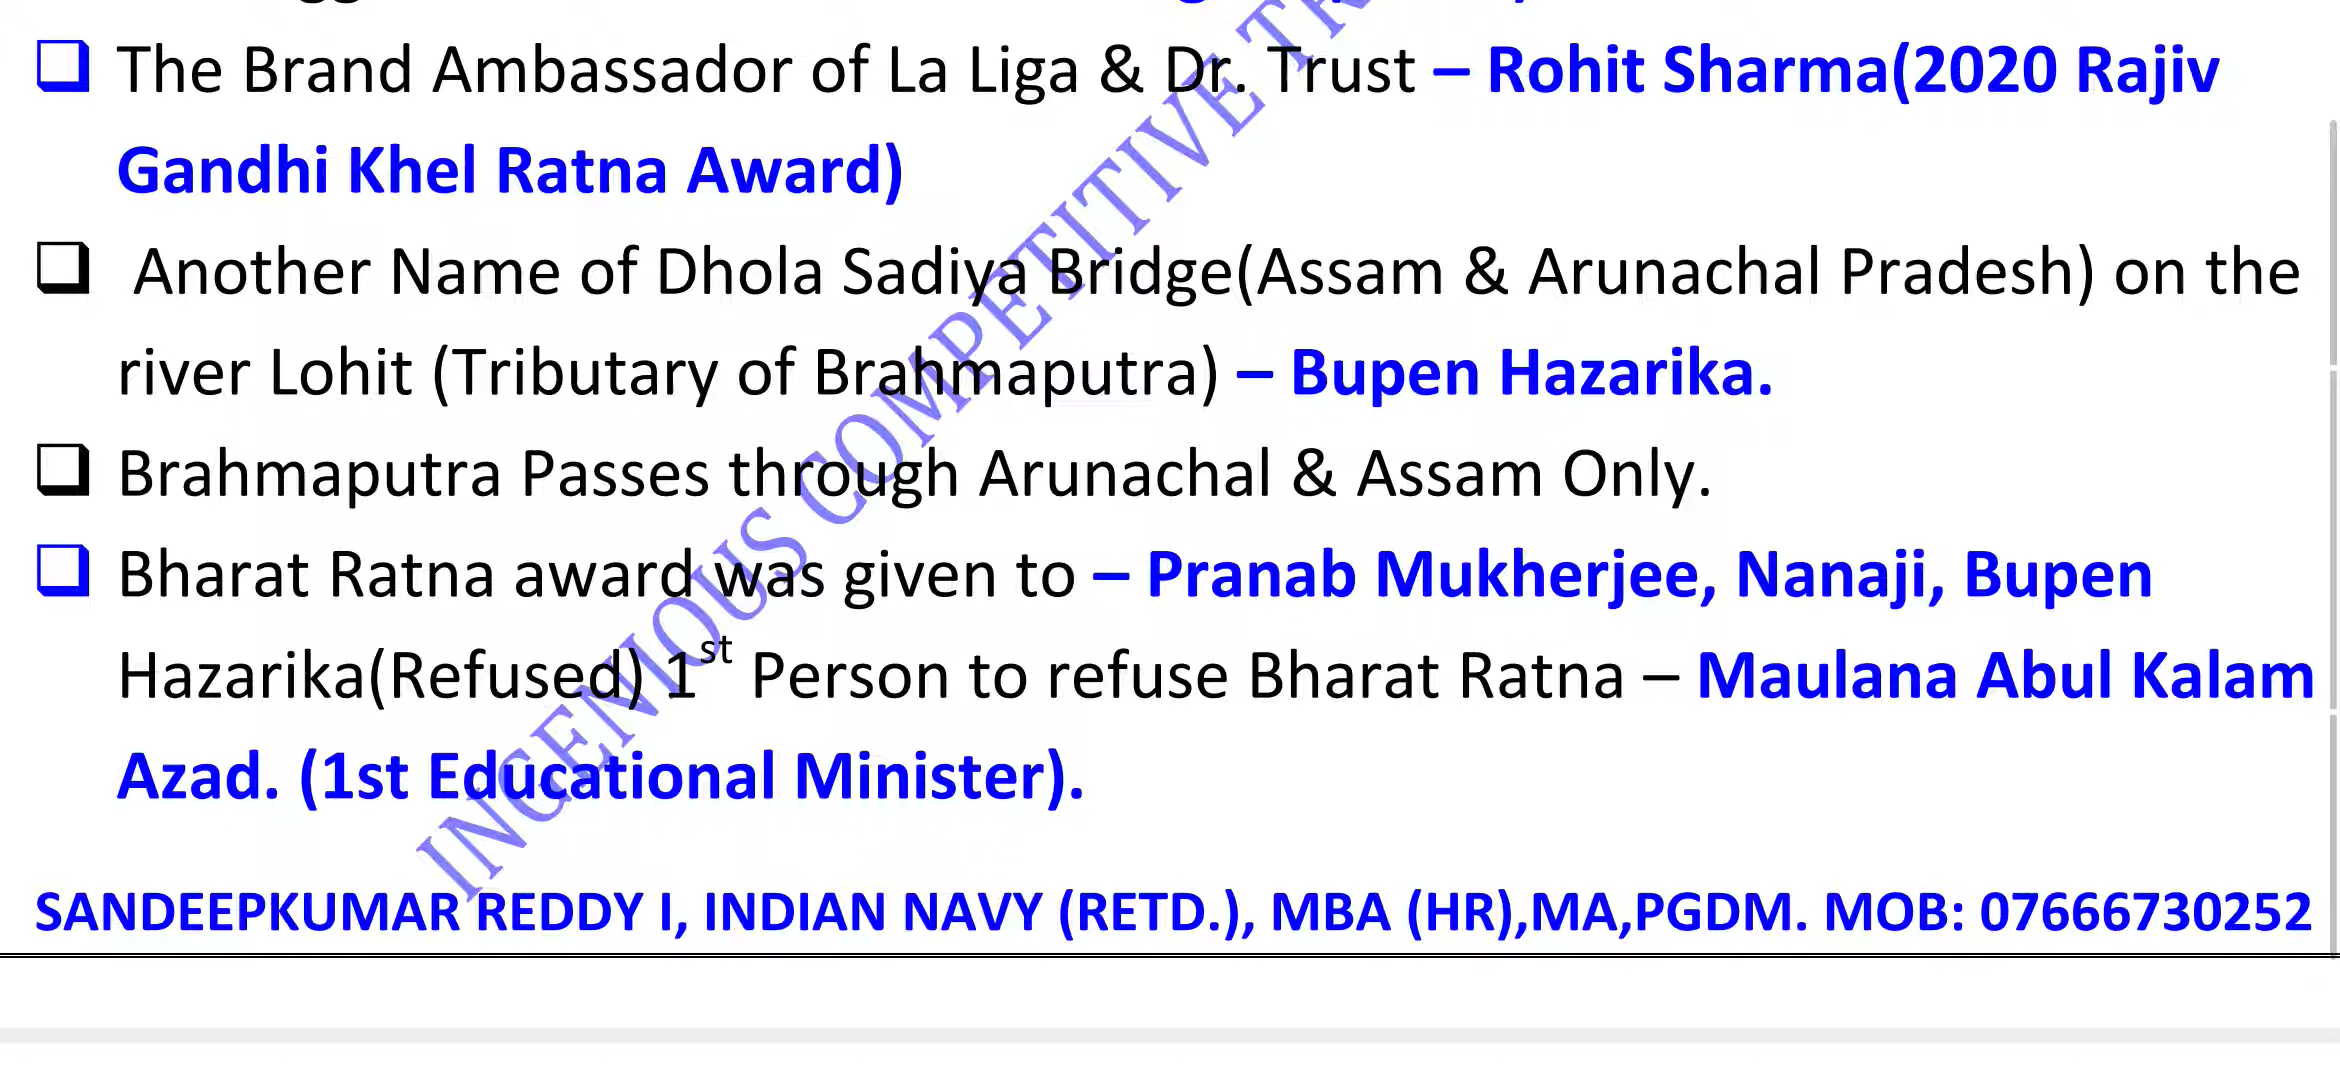 The Brand Ambassador of La Liga & Dr. Trust – Rohit Sharma(2020 Rajiv
Gandhi Khel Ratna Award)
Another Name of Dhola Sadiya Bridge(Assam & Arunachal Pradesh) on the
river Lohit (Tributary of Brahmaputra) – Bupen Hazarika.
Brahmaputra Passes through Arunachal & Assam Only.
Bharat Ratna award was given to – Pranab Mukherjee, Nanaji, Bupen
Hazarika(Refused) 1st Person to refuse Bharat Ratna – Maulana Abul Kalam
Azad. (1st Educational Minister).
INGENIOUS COMPETITIVE
SANDEEPKUMAR REDDY I, INDIAN NAVY (RETD.), MBA (HR),MA,PGDM. MOB: 07666730252